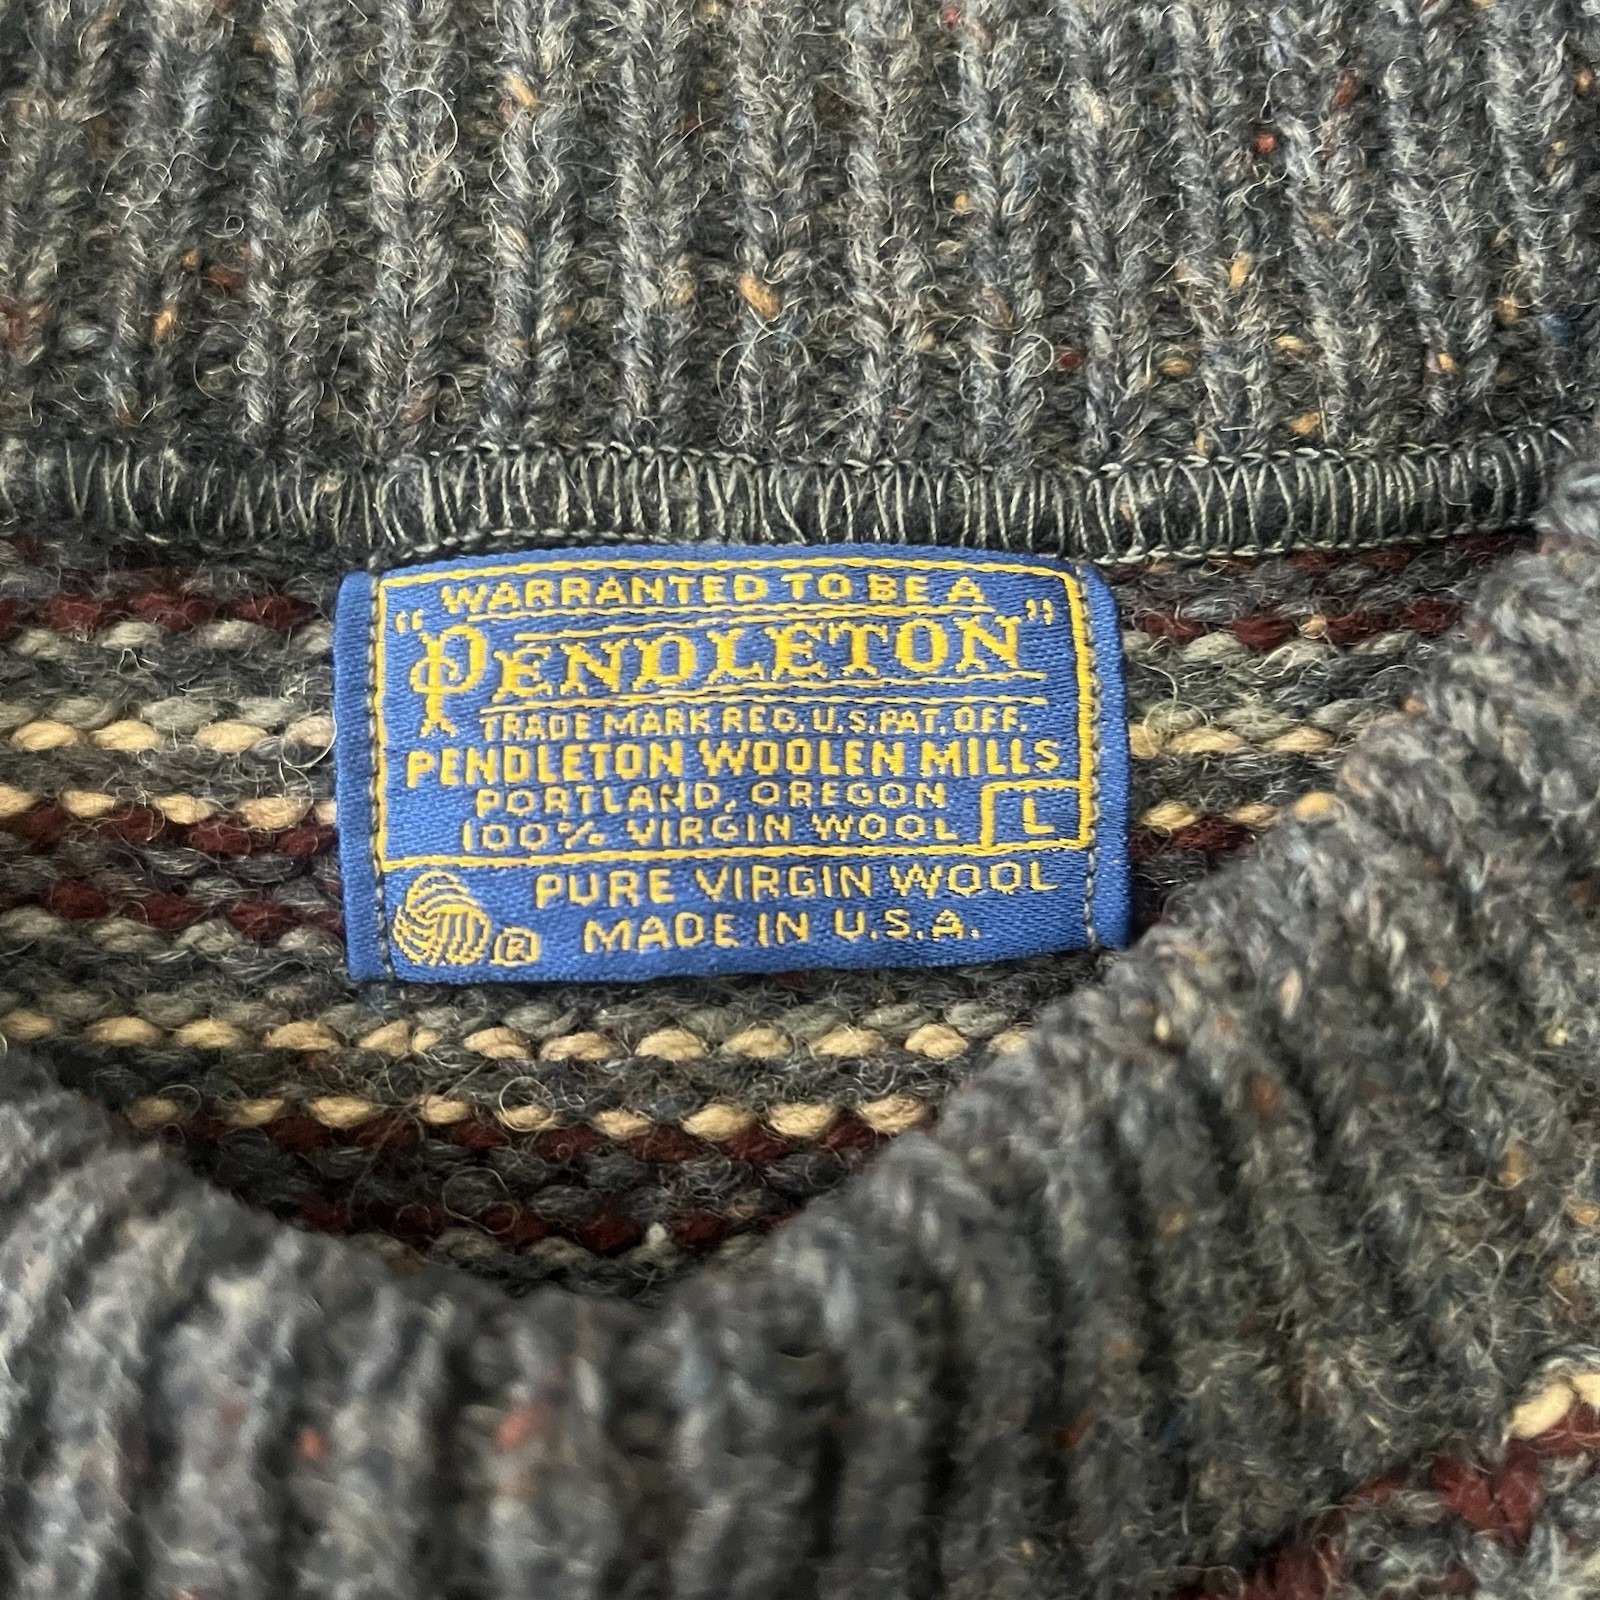 WARRANTED TO BE A
"PENDLETON"
TRADE MARK REG. U.S. PAT. OFF.
PENDLETON WOOLEN MILLS
PORTLAND, OREGON
100% VIRGIN WOOL L
PURE VIRGIN WOOL
® MADE IN U.S.A.